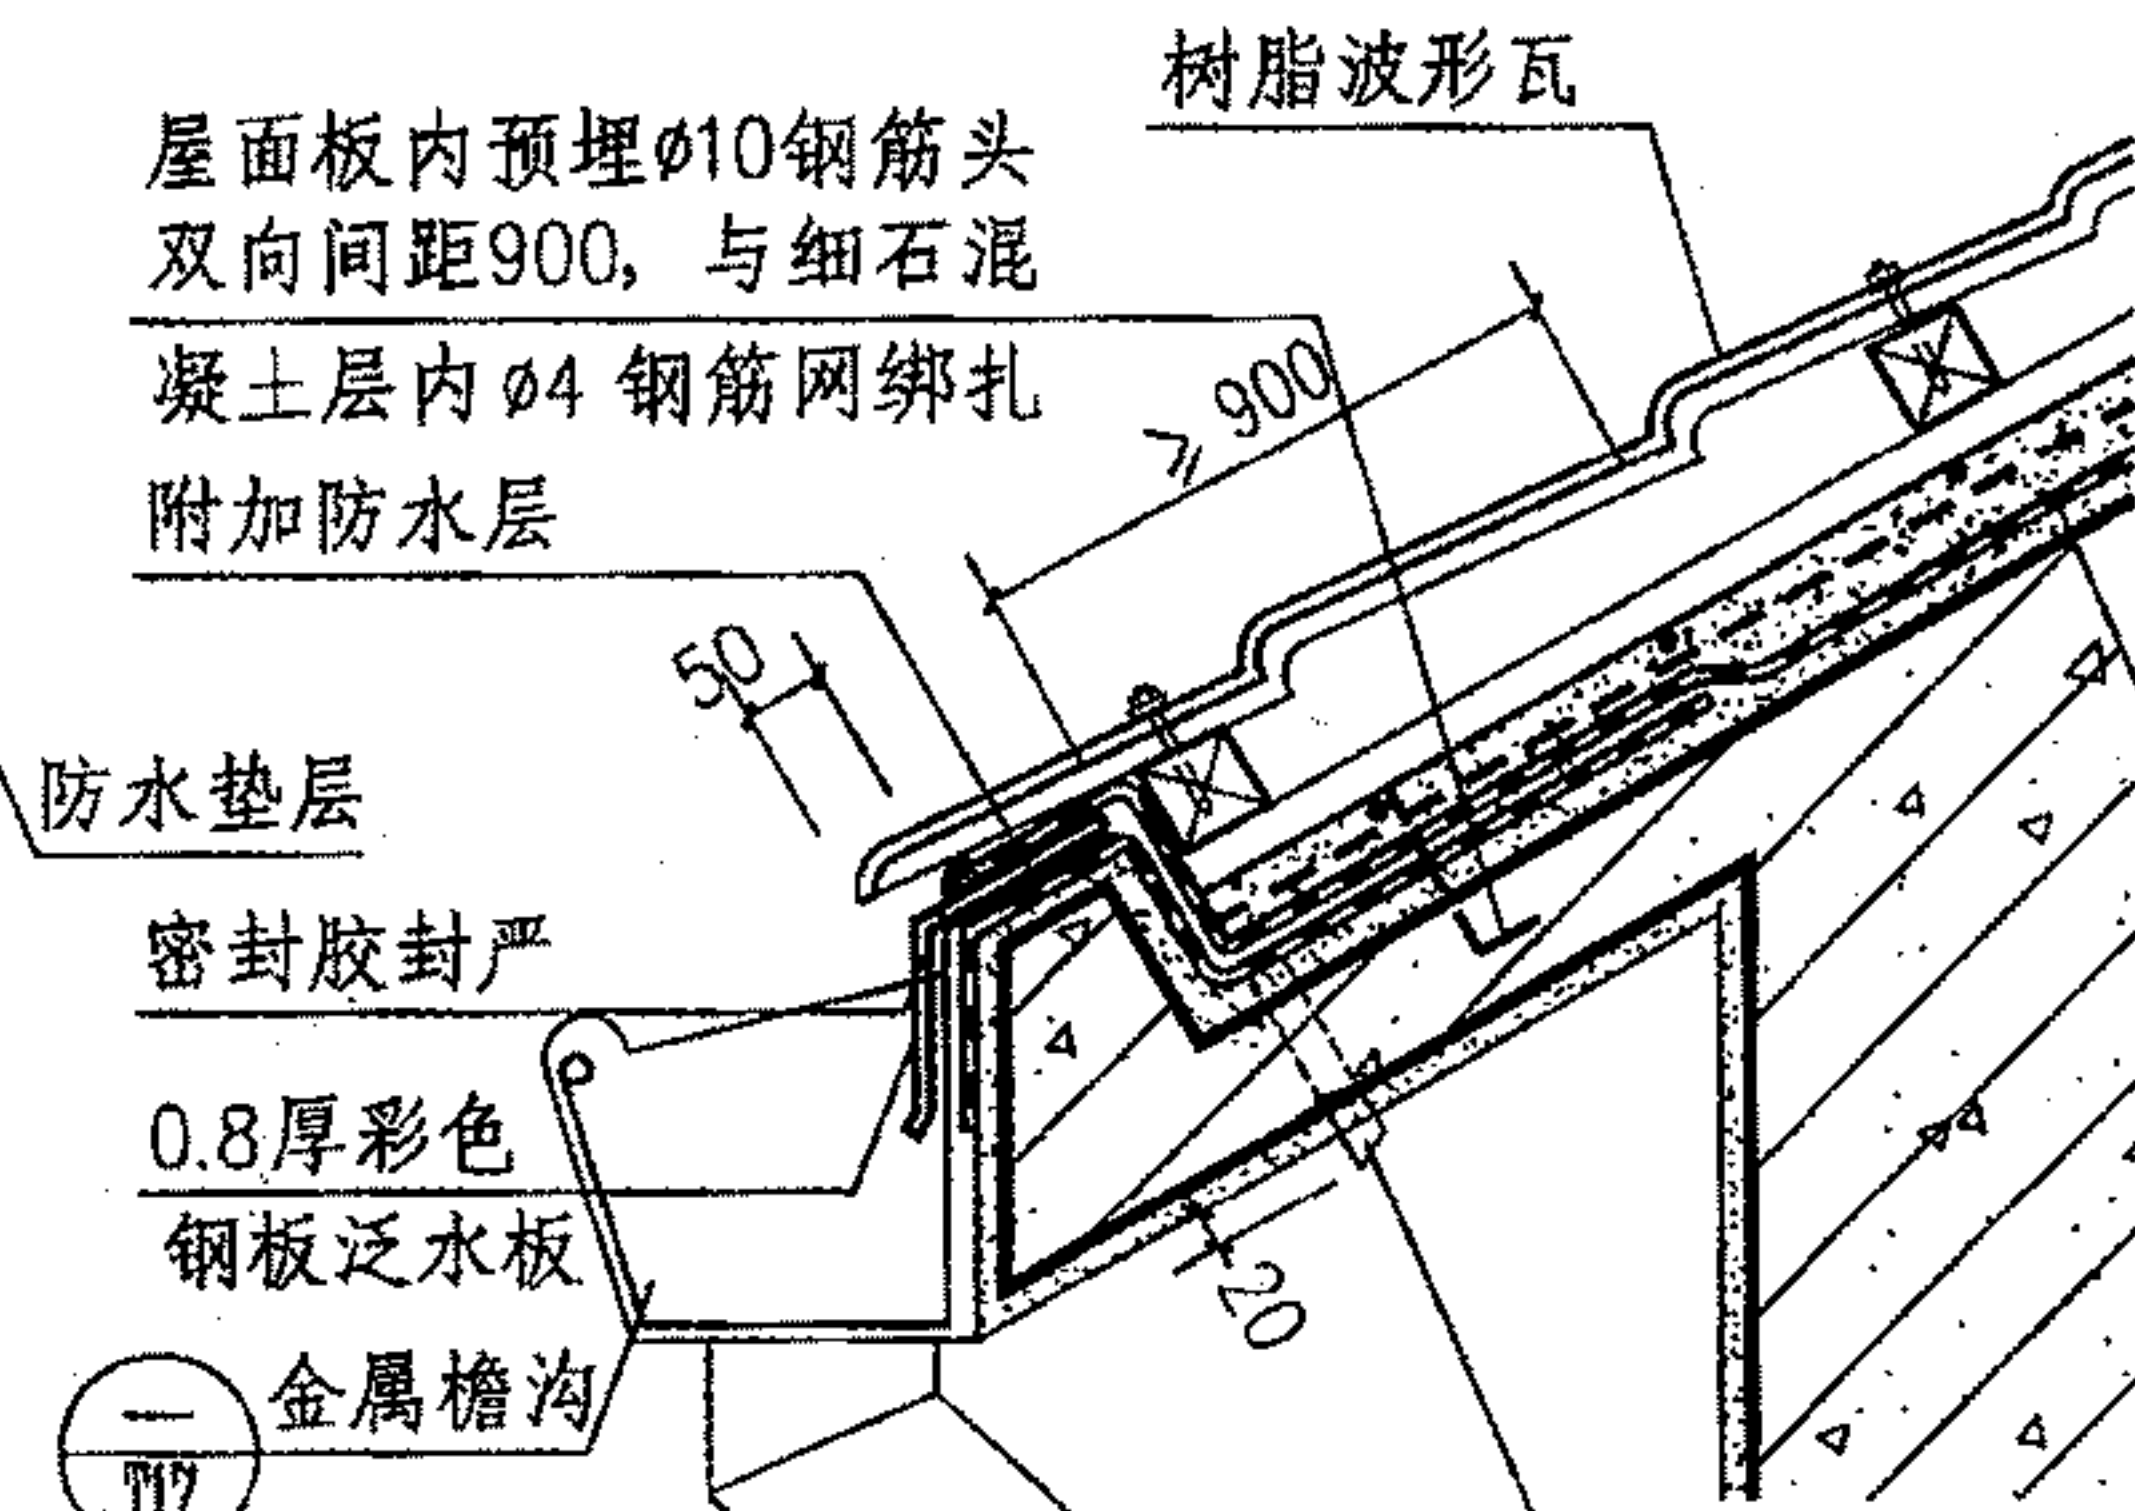 树脂波形瓦
屋面板内预埋ø10钢筋头
双向间距900，与细石混
凝土层内ø4钢筋网绑扎
≥900
附加防水层
50
防水垫层
密封胶封严
0.8厚彩色
钢板泛水板
20
金属檐沟
一